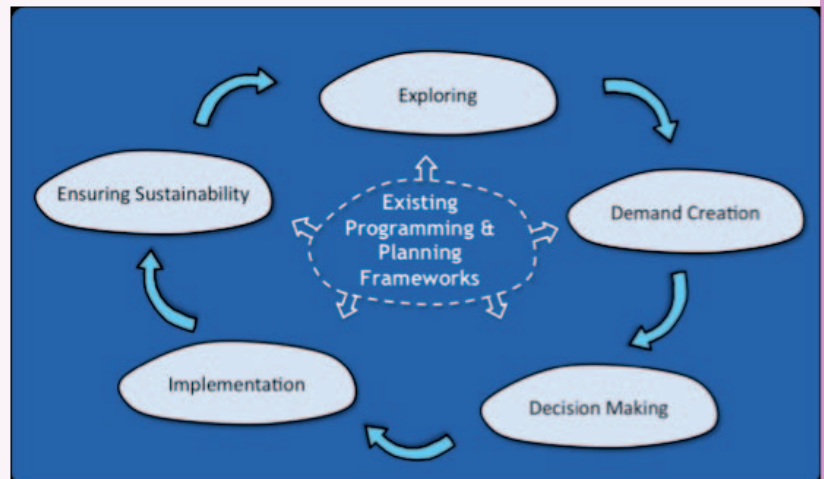 Exploring
Ensuring Sustainability
Existing
Programming &
Planning
Frameworks
Demand Creation
Implementation
Decision Making